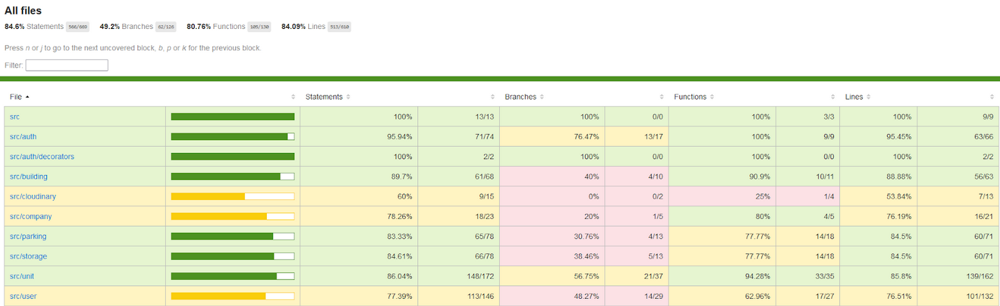 All files
84.6% Statements 566/669 49.2% Branches 62/126 80.76% Functions 105/130 84.09% Lines 513/610
Press n or j to go to the next uncovered block, b, p or k for the previous block.
Filter:
File Statements Branches Functions Lines
src 100% 13/13 100% 0/0 100% 3/3 100% 9/9
src/auth 95.94% 71/74 76.47% 13/17 100% 9/9 95.45% 63/66
src/auth/decorators 100% 2/2 100% 0/0 100% 0/0 100% 2/2
src/building 89.7% 61/68 40% 4/10 90.9% 10/11 88.88% 56/63
src/cloudinary 60% 9/15 0% 0/2 25% 1/4 53.84% 7/13
src/company 78.26% 18/23 20% 1/5 80% 4/5 76.19% 16/21
src/parking 83.33% 65/78 30.76% 4/13 77.77% 14/18 84.5% 60/71
src/storage 84.61% 66/78 38.46% 5/13 77.77% 14/18 84.5% 60/71
src/unit 86.04% 148/172 56.75% 21/37 94.28% 33/35 85.8% 139/162
src/user 77.39% 113/146 48.27% 14/29 62.96% 17/27 76.51% 101/132